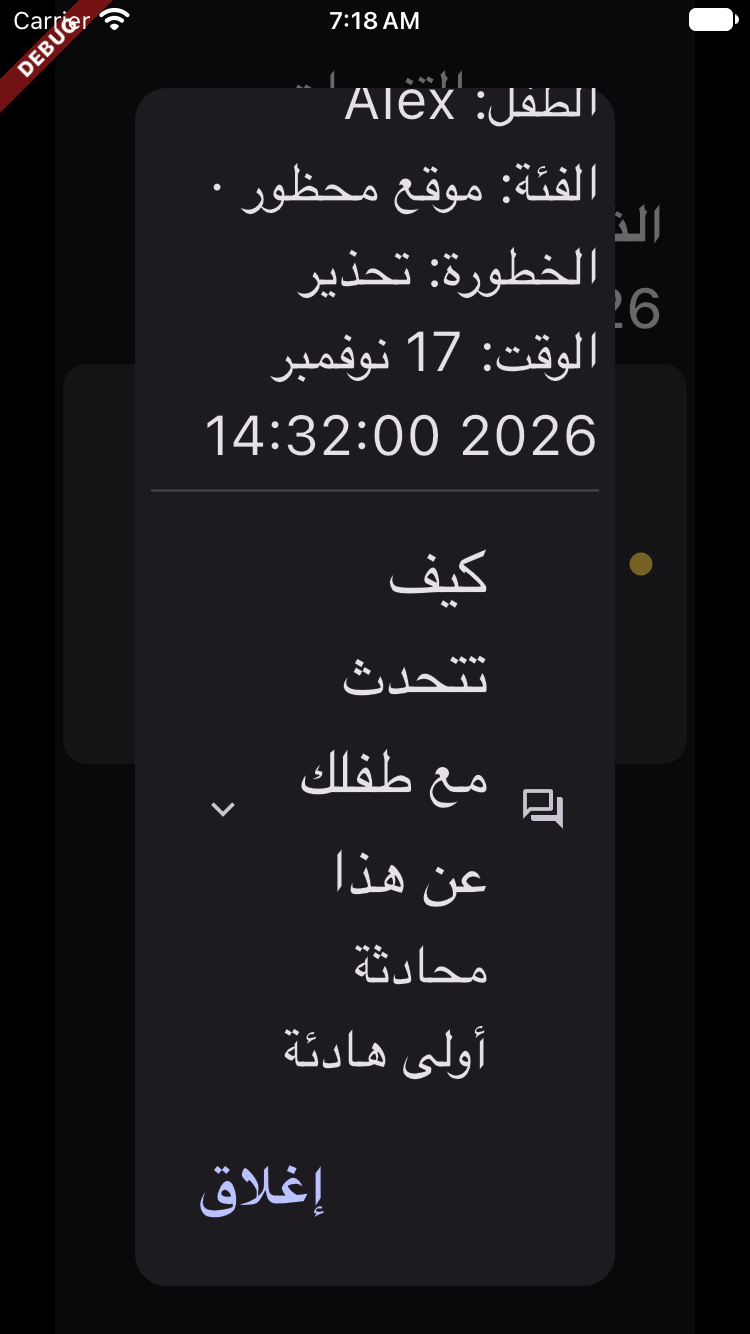 Carrier
7:18 AM
DEBUG
الطفل: Alex
الفئة: موقع محظور ·
الخطورة: تحذير
الوقت: 17 نوفمبر
2026 14:32:00
26
كيف
تتحدث
مع طفلك
عن هذا
محادثة
أولى هادئة
إغلاق